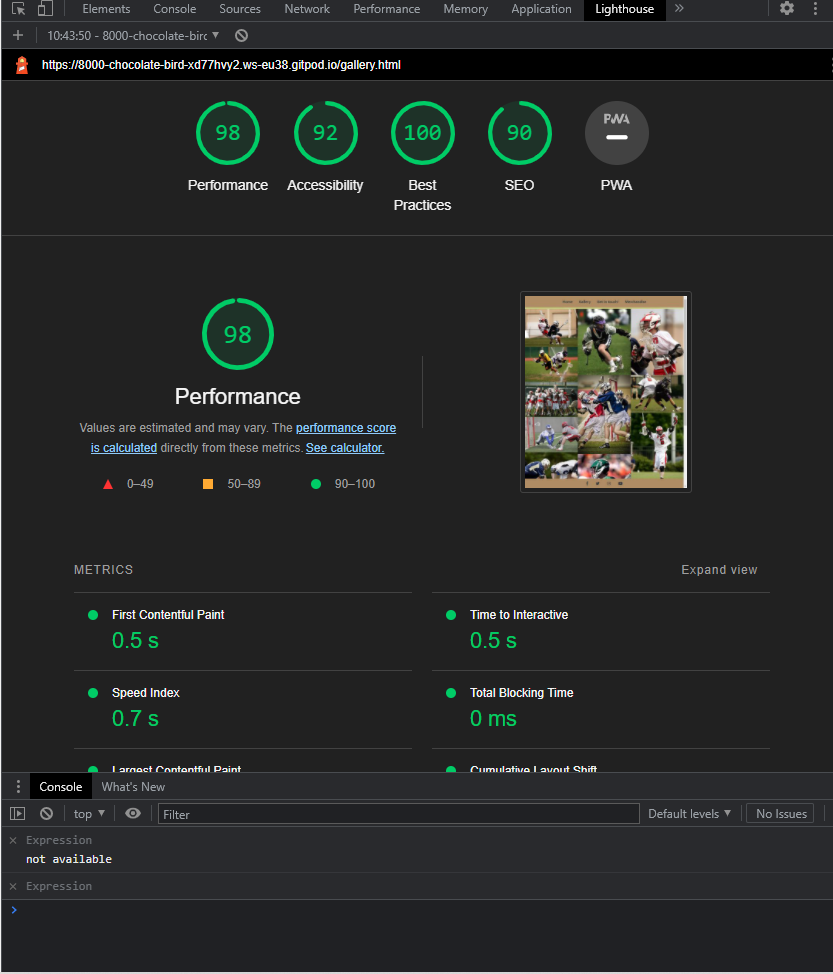 Elements Console Sources Network Performance Memory Application Lighthouse »
+ 10:43:50 - 8000-chocolate-bird
https://8000-chocolate-bird-xd77hvy2.ws-eu38.gitpod.io/gallery.html
98 92 100 90 PWA
Performance Accessibility Best Practices SEO PWA
98
Performance
Values are estimated and may vary. The performance score
is calculated directly from these metrics. See calculator.
0–49 50–89 90–100
METRICS Expand view
First Contentful Paint Time to Interactive
0.5 s 0.5 s
Speed Index Total Blocking Time
0.7 s 0 ms
Largest Contentful Paint Cumulative Layout Shift
Console What's New
top Filter Default levels No Issues
× Expression
not available
× Expression
>